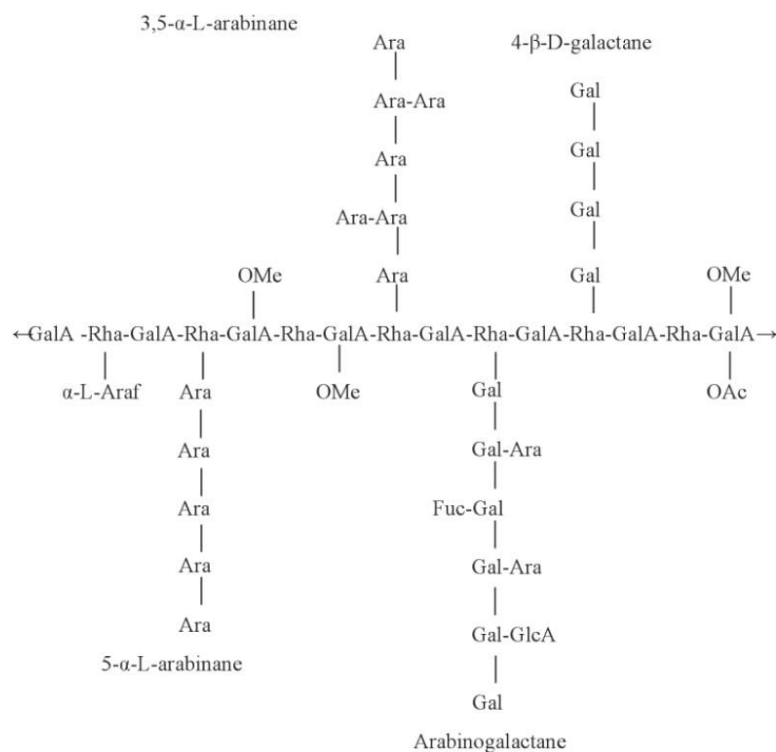 3,5-α-L-arabinane
Ara
4-β-D-galactane
Gal
Ara-Ara
Gal
Ara
Gal
Ara-Ara
OMe
Ara
Gal
OMe
←GalA -Rha-GalA-Rha-GalA-Rha-GalA-Rha-GalA-Rha-GalA-Rha-GalA-Rha-GalA→
α-L-Araf
Ara
OMe
Gal
OAc
Ara
Gal-Ara
Ara
Fuc-Gal
Ara
Gal-Ara
Ara
Gal-GlcA
5-α-L-arabinane
Gal
Arabinogalactane